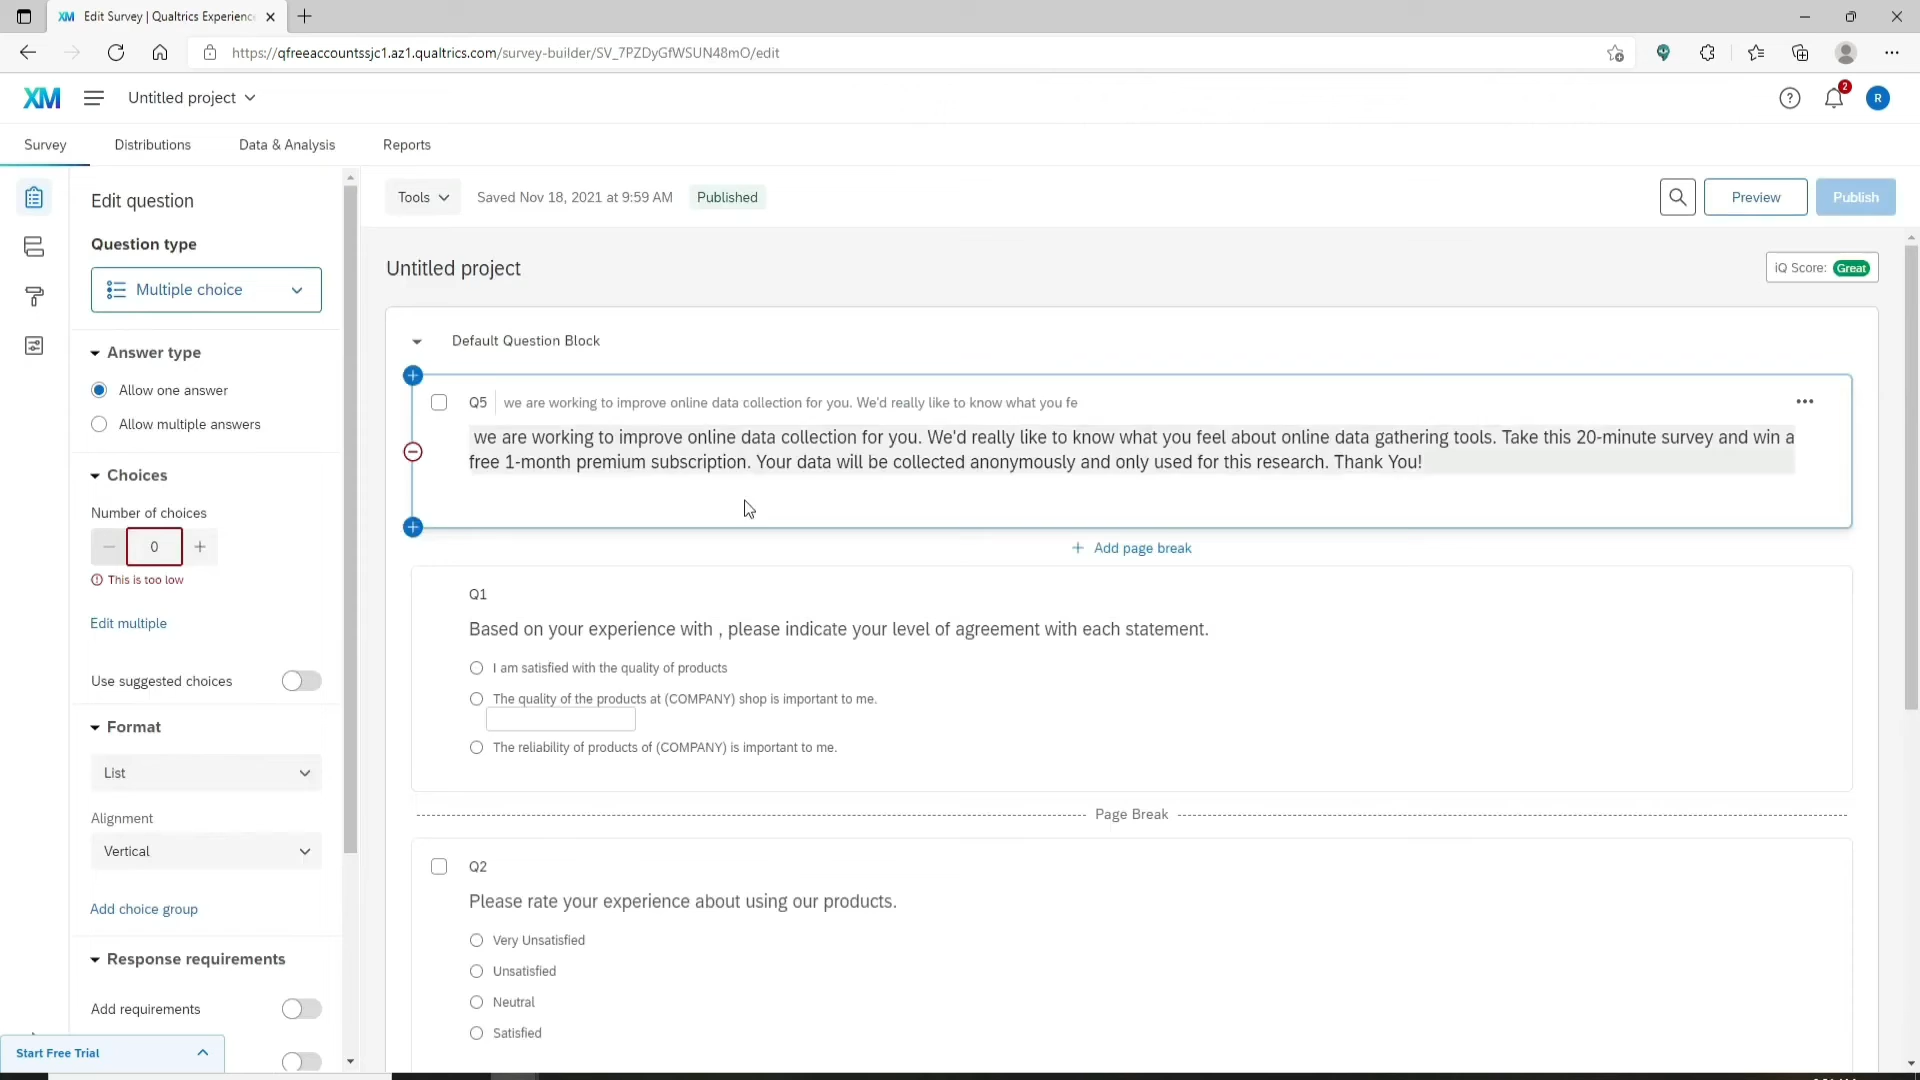 Edit Survey | Qualtrics Experience
https://qfreeaccountssjc1.az1.qualtrics.com/survey-builder/SV_7PZDyGfWSUN48mO/edit
XM
Untitled project
2
R
Survey
Distributions
Data & Analysis
Reports
Edit question
Tools
Saved Nov 18, 2021 at 9:59 AM
Published
Preview
Publish
Question type
Multiple choice
Untitled project
iQ Score: Great
Answer type
Allow one answer
Allow multiple answers
Default Question Block
Q5
we are working to improve online data collection for you. We'd really like to know what you fe
we are working to improve online data collection for you. We'd really like to know what you feel about online data gathering tools. Take this 20-minute survey and win a
free 1-month premium subscription. Your data will be collected anonymously and only used for this research. Thank You!
Choices
Number of choices
0
This is too low
Edit multiple
Use suggested choices
Add page break
Q1
Based on your experience with , please indicate your level of agreement with each statement.
I am satisfied with the quality of products
The quality of the products at (COMPANY) shop is important to me.
The reliability of products of (COMPANY) is important to me.
Format
List
Alignment
Vertical
Add choice group
Page Break
Q2
Please rate your experience about using our products.
Very Unsatisfied
Unsatisfied
Neutral
Satisfied
Response requirements
Add requirements
Start Free Trial